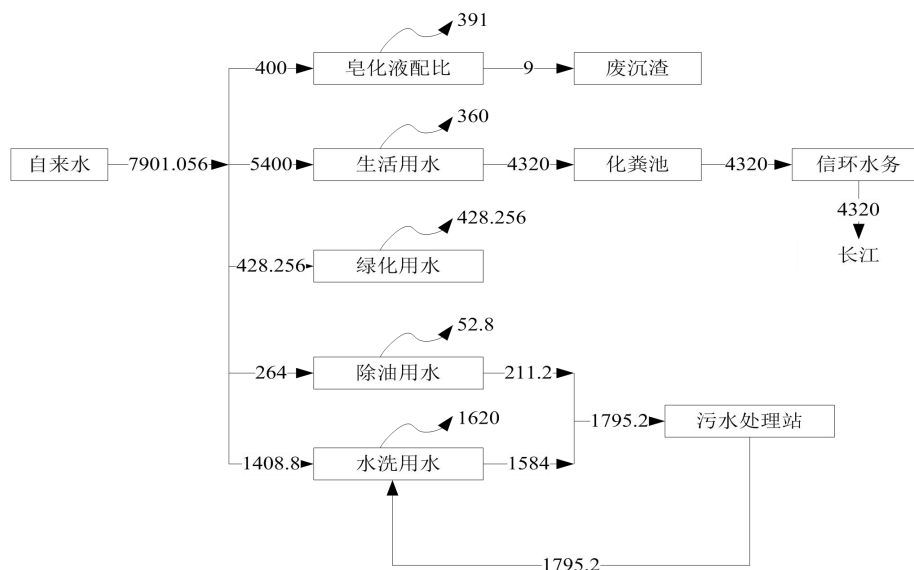 391
400
皂化液配比
9
废沉渣
360
自来水
7901.056
5400
生活用水
4320
化粪池
4320
信环水务
4320
长江
428.256
428.256
绿化用水
52.8
264
除油用水
211.2
1795.2
污水处理站
1620
1408.8
水洗用水
1584
1795.2